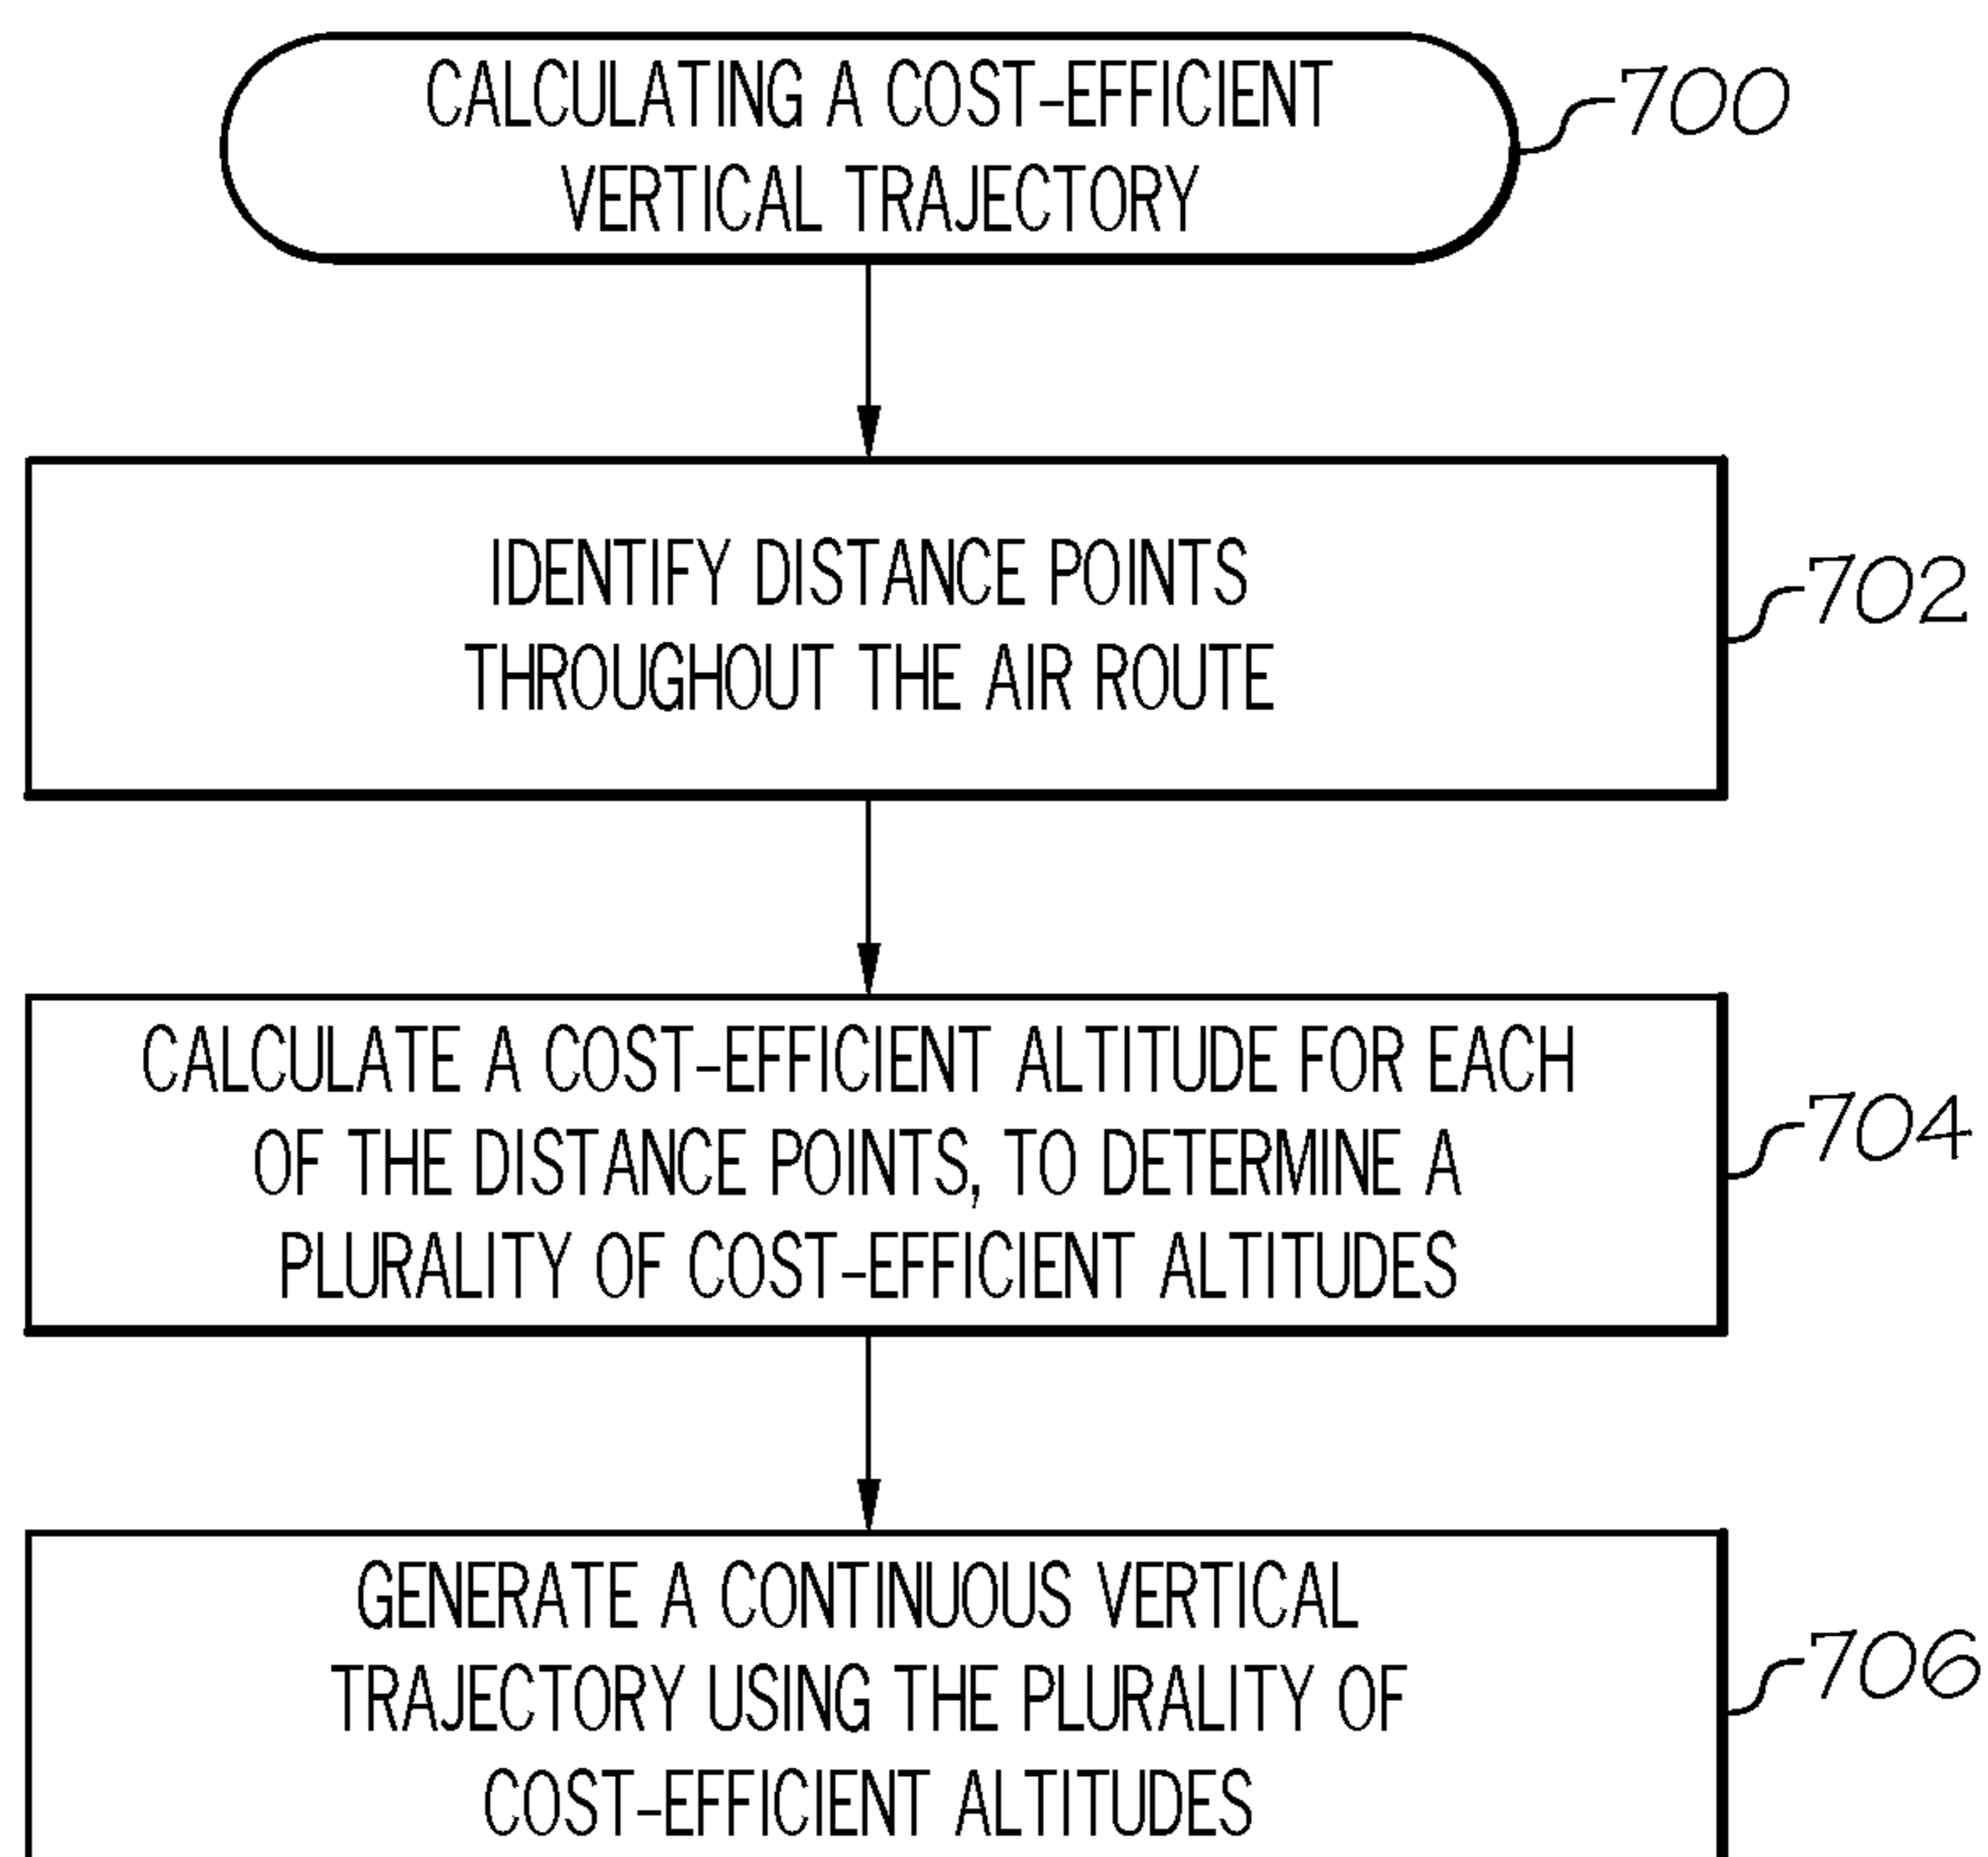 CALCULATING A COST-EFFICIENT
VERTICAL TRAJECTORY
700
IDENTIFY DISTANCE POINTS
THROUGHOUT THE AIR ROUTE
702
CALCULATE A COST-EFFICIENT ALTITUDE FOR EACH
OF THE DISTANCE POINTS, TO DETERMINE A
PLURALITY OF COST-EFFICIENT ALTITUDES
704
GENERATE A CONTINUOUS VERTICAL
TRAJECTORY USING THE PLURALITY OF
COST-EFFICIENT ALTITUDES
706